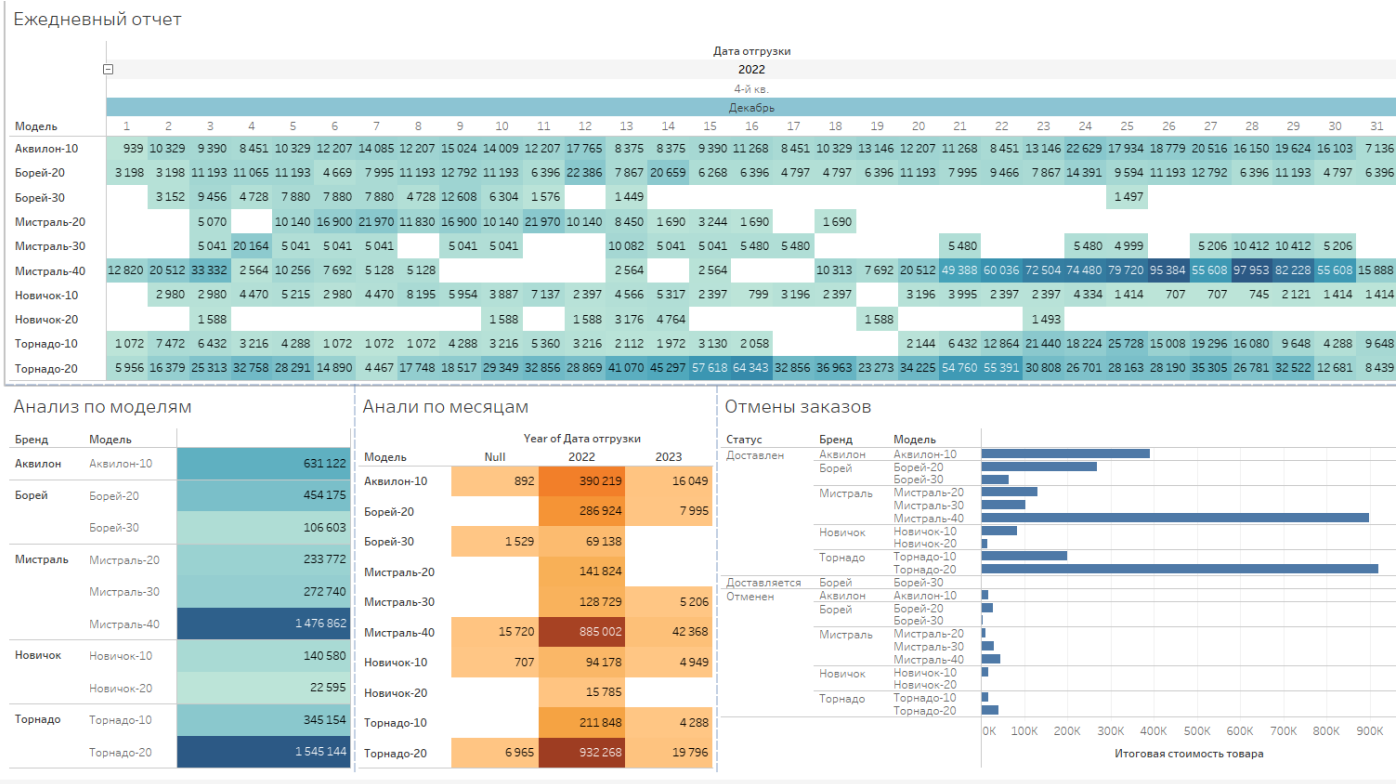 Ежедневный отчет
Дата отгрузки
2022
4-й кв.
Декабрь
Модель 1 2 3 4 5 6 7 8 9 10 11 12 13 14 15 16 17 18 19 20 21 22 23 24 25 26 27 28 29 30 31
Аквилон-10 939 10 329 9 390 8 451 10 329 12 207 14 085 12 207 15 024 14 009 12 207 17 765 8 375 8 375 9 390 11 268 8 451 10 329 13 146 12 207 11 268 8 451 13 146 22 629 17 934 18 779 20 516 16 150 19 624 16 103 7 136
Борей-20 3 198 3 198 11 193 11 065 11 193 4 669 7 995 11 193 12 792 11 193 6 396 22 386 7 867 20 659 6 268 6 396 4 797 4 797 6 396 11 193 7 995 9 466 7 867 14 391 9 594 11 193 12 792 6 396 11 193 4 797 6 396
Борей-30 3 152 9 456 4 728 7 880 7 880 7 880 4 728 12 608 6 304 1 576 1 449 1 497
Мистраль-20 5 070 10 140 16 900 21 970 11 830 16 900 10 140 21 970 10 140 8 450 1 690 3 244 1 690 1 690
Мистраль-30 5 041 20 164 5 041 5 041 5 041 5 041 5 041 10 082 5 041 5 041 5 480 5 480 5 480 5 480 4 999 5 206 10 412 10 412 5 206
Мистраль-40 12 820 20 512 33 332 2 564 10 256 7 692 5 128 5 128 2 564 2 564 10 313 7 692 20 512 49 388 60 036 72 504 74 480 79 720 95 384 55 608 97 953 82 228 55 608 15 888
Новичок-10 2 980 2 980 4 470 5 215 2 980 4 470 8 195 5 954 3 887 7 137 2 397 4 566 5 317 2 397 799 3 196 2 397 3 196 3 995 2 397 2 397 4 334 1 414 707 707 745 2 121 1 414 1 414
Новичок-20 1 588 1 588 1 588 3 176 4 764 1 588 1 493
Торнадо-10 1 072 7 472 6 432 3 216 4 288 1 072 1 072 1 072 4 288 3 216 5 360 3 216 2 112 1 972 3 130 2 058 2 144 6 432 12 864 21 440 18 224 25 728 15 008 19 296 16 080 9 648 4 288 9 648
Торнадо-20 5 956 16 379 25 313 32 758 28 291 14 890 4 467 17 748 18 517 29 349 32 856 28 869 41 070 45 297 57 618 64 343 32 856 36 963 23 273 34 225 54 760 55 391 30 808 26 701 28 163 28 190 35 305 26 781 32 522 12 681 8 439
Анализ по моделям
Бренд Модель
Аквилон Аквилон-10 631 122
Борей Борей-20 454 175
Борей-30 106 603
Мистраль Мистраль-20 233 772
Мистраль-30 272 740
Мистраль-40 1 476 862
Новичок Новичок-10 140 580
Новичок-20 22 595
Торнадо Торнадо-10 345 154
Торнадо-20 1 545 144
Анали по месяцам
Year of Дата отгрузки
Модель Null 2022 2023
Аквилон-10 892 390 219 16 049
Борей-20 286 924 7 995
Борей-30 1 529 69 138
Мистраль-20 141 824
Мистраль-30 128 729 5 206
Мистраль-40 15 720 885 002 42 368
Новичок-10 707 94 178 4 949
Новичок-20 15 785
Торнадо-10 211 848 4 288
Торнадо-20 6 965 932 268 19 796
Отмены заказов
Статус Бренд Модель
Доставлен Аквилон Аквилон-10
Борей Борей-20
Борей-30
Мистраль Мистраль-20
Мистраль-30
Мистраль-40
Новичок Новичок-10
Новичок-20
Торнадо Торнадо-10
Торнадо-20
Доставляется Борей Борей-30
Отменен Аквилон Аквилон-10
Борей Борей-20
Борей-30
Мистраль Мистраль-20
Мистраль-30
Мистраль-40
Новичок Новичок-10
Новичок-20
Торнадо Торнадо-10
Торнадо-20
0K 100K 200K 300K 400K 500K 600K 700K 800K 900K
Итоговая стоимость товара